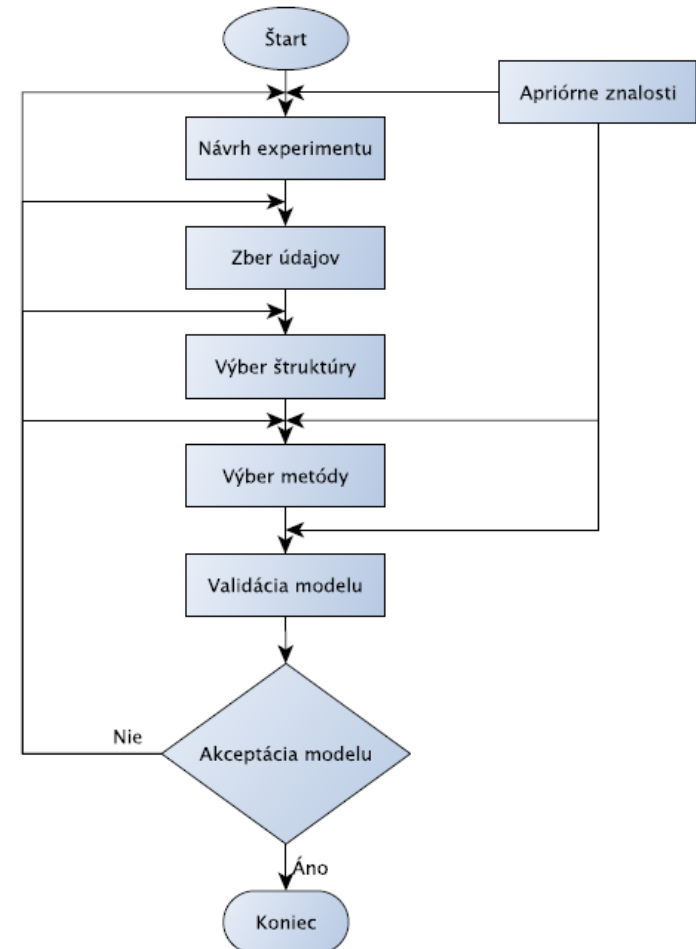 Štart
Apriórne znalosti
Návrh experimentu
Zber údajov
Výber štruktúry
Výber metódy
Validácia modelu
Akceptácia modelu
Nie
Áno
Koniec